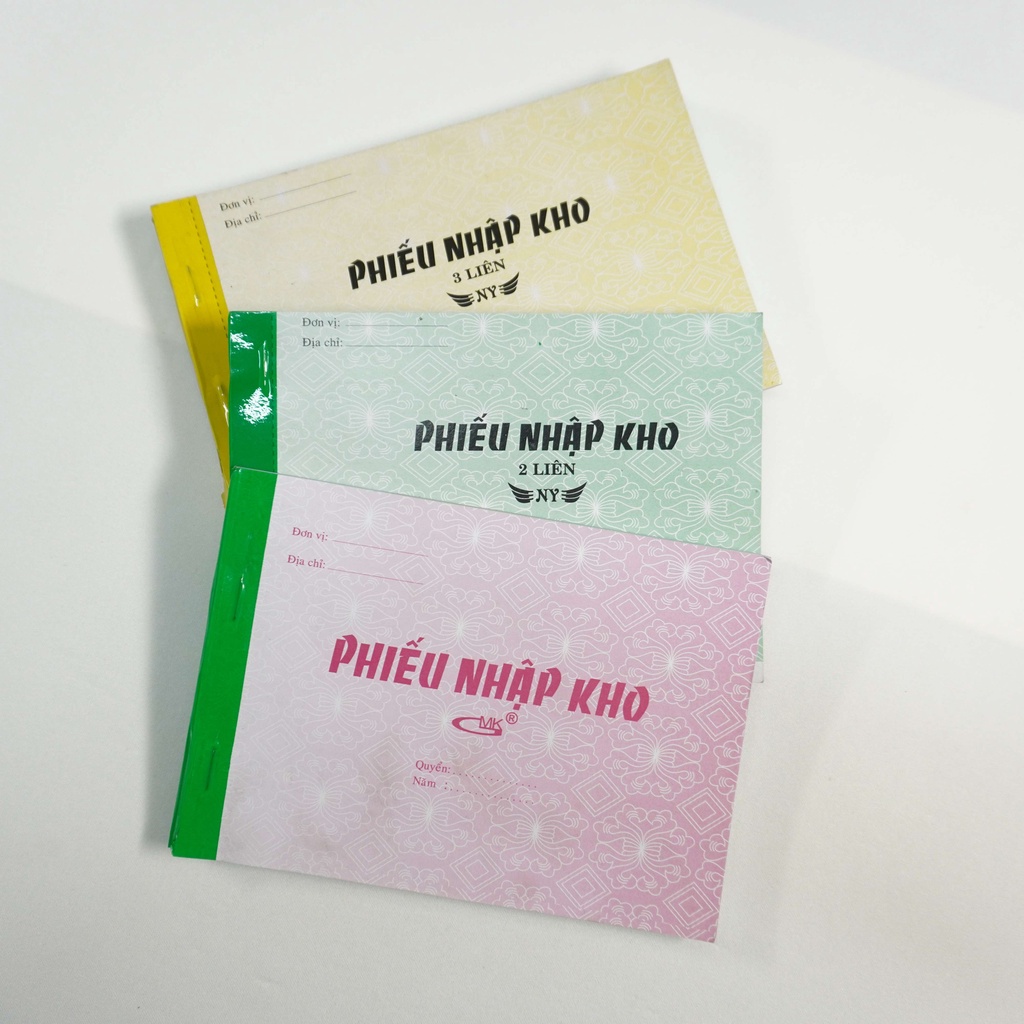 Đơn vị:
Địa chỉ:
PHIẾU NHẬP KHO
3 LIÊN
NY
Đơn vị:
Địa chỉ:
PHIẾU NHẬP KHO
2 LIÊN
NY
Đơn vị:
Địa chỉ:
PHIẾU NHẬP KHO
GMK®
Quyển:
Năm :